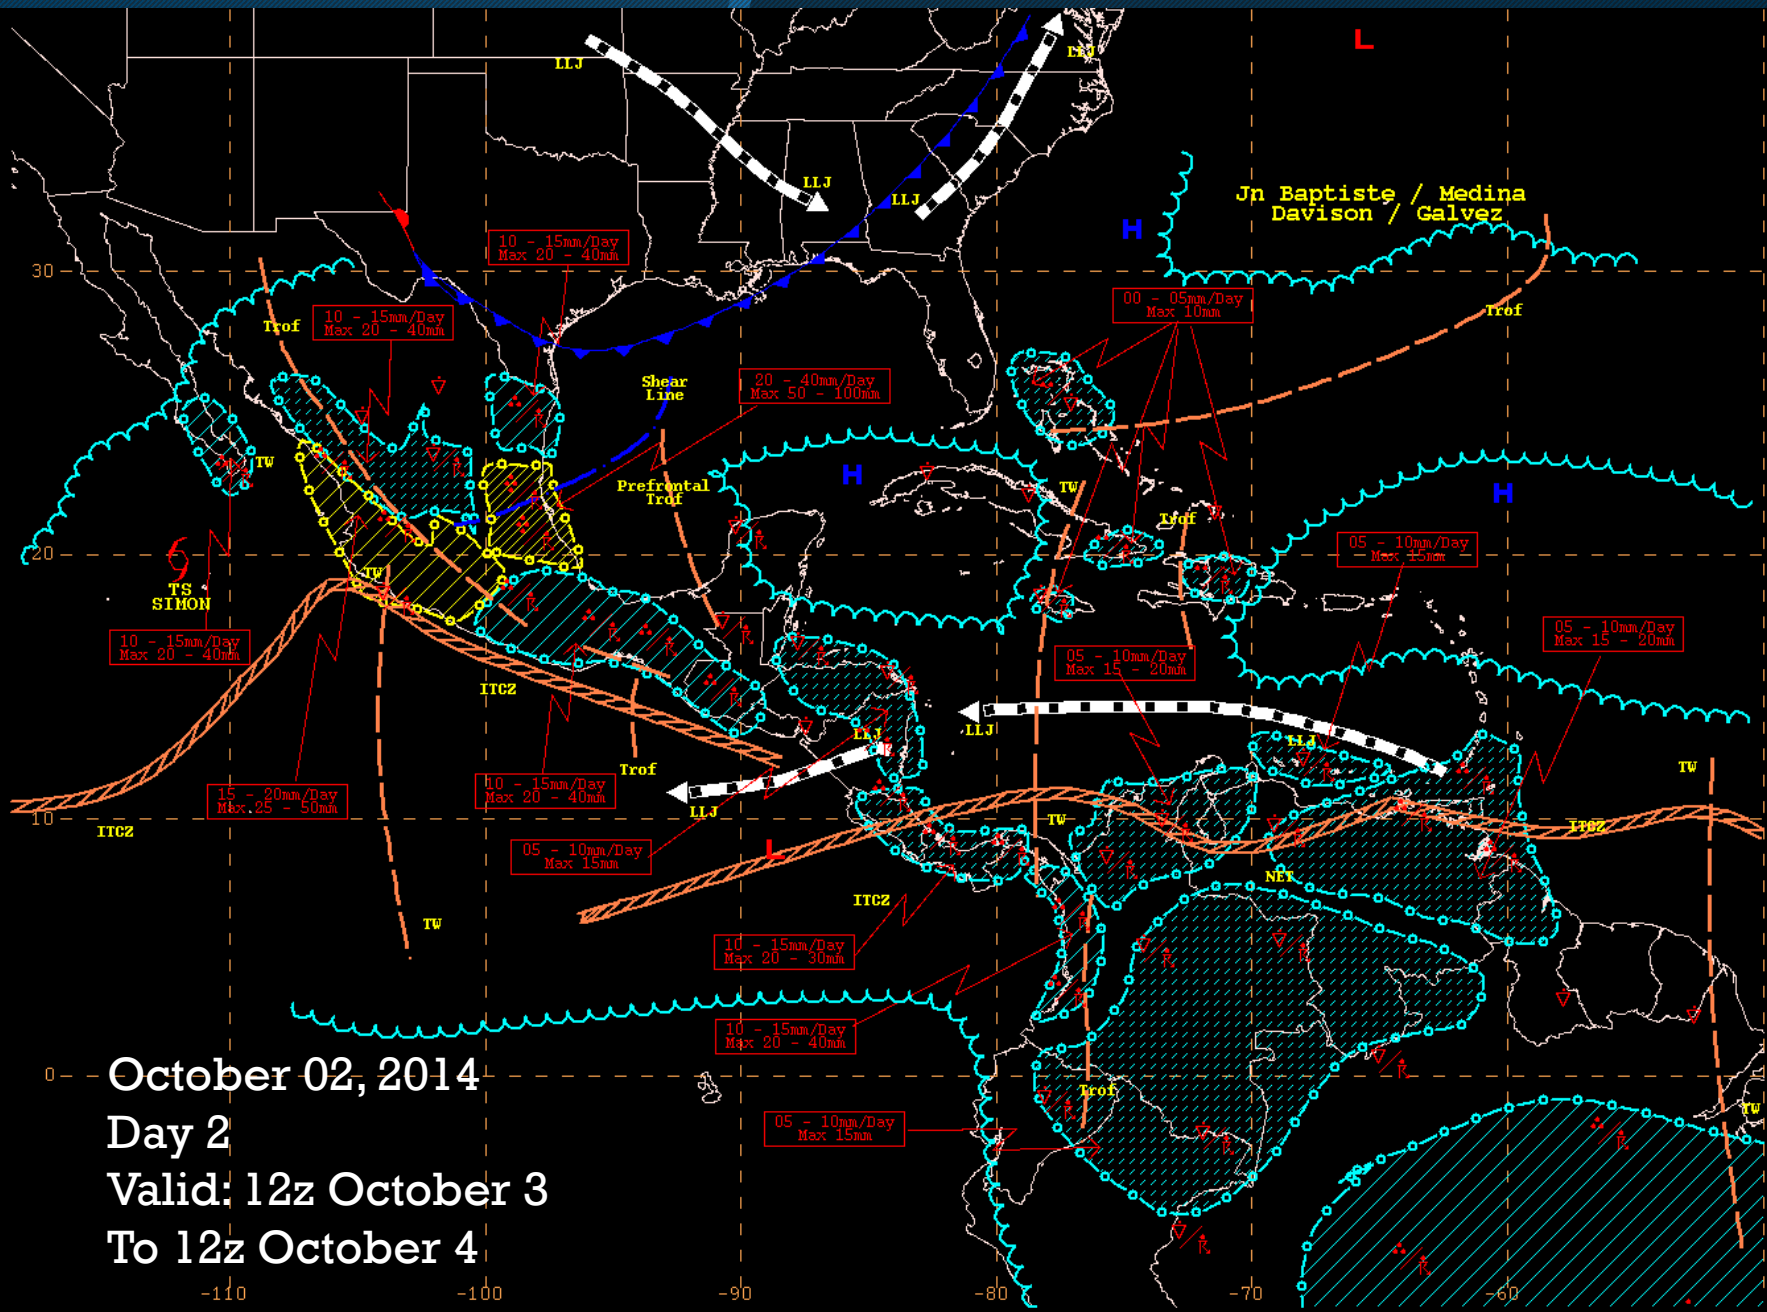 L
LLJ
LLJ
LLJ
LLJ
Jn Baptiste / Medina
Davison / Galvez
H
10 - 15mm/Day
Max 20 - 40mm
30
00 - 05mm/Day
Max 10mm
Trof
10 - 15mm/Day
Max 20 - 40mm
Trof
Shear
Line
20 - 40mm/Day
Max 50 - 100mm
TW
H
Prefrontal
Trof
TW
H
Trof
20
05 - 10mm/Day
Max 15mm
TW
TS
SIMON
10 - 15mm/Day
Max 20 - 40mm
05 - 10mm/Day
Max 15 - 20mm
05 - 10mm/Day
Max 15 - 20mm
ITCZ
LLJ
LLJ
LLJ
Trof
TW
15 - 20mm/Day
Max 25 - 50mm
10 - 15mm/Day
Max 20 - 40mm
LLJ
10
ITCZ
TW
ITCZ
05 - 10mm/Day
Max 15mm
L
NET
ITCZ
TW
10 - 15mm/Day
Max 20 - 30mm
10 - 15mm/Day
Max 20 - 40mm
0
Trof
TW
05 - 10mm/Day
Max 15mm
October 02, 2014
Day 2
Valid: 12z October 3
To 12z October 4
-110
-100
-90
-80
-70
-60